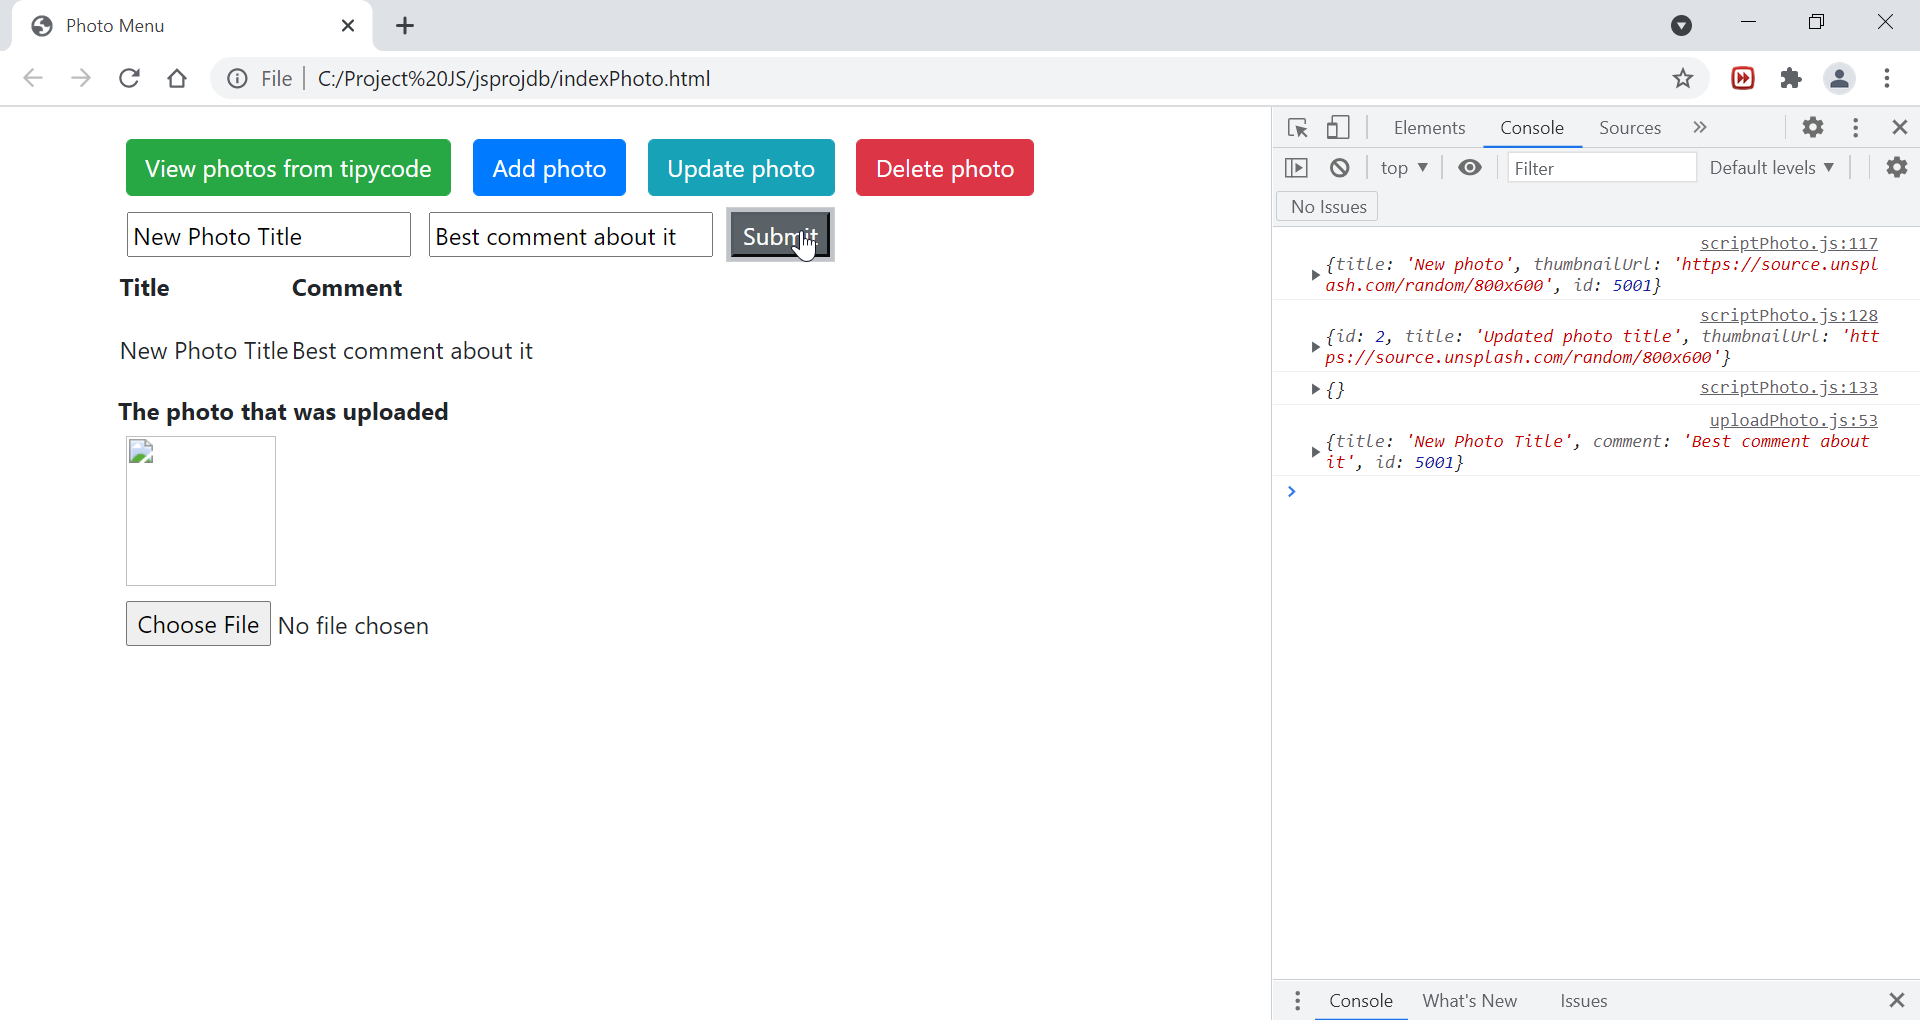 Photo Menu
File
C:/Project%20JS/jsprojdb/indexPhoto.html
View photos from tipycode
Add photo
Update photo
Delete photo
New Photo Title
Best comment about it
Submit
Title
Comment
New Photo Title
Best comment about it
The photo that was uploaded
Choose File
No file chosen
Elements
Console
Sources
top
Filter
Default levels
No Issues
scriptPhoto.js:117
{title: 'New photo', thumbnailUrl: 'https://source.unspl
ash.com/random/800x600', id: 5001}
scriptPhoto.js:128
{id: 2, title: 'Updated photo title', thumbnailUrl: 'htt
ps://source.unsplash.com/random/800x600'}
{}
scriptPhoto.js:133
uploadPhoto.js:53
{title: 'New Photo Title', comment: 'Best comment about
it', id: 5001}
Console
What's New
Issues